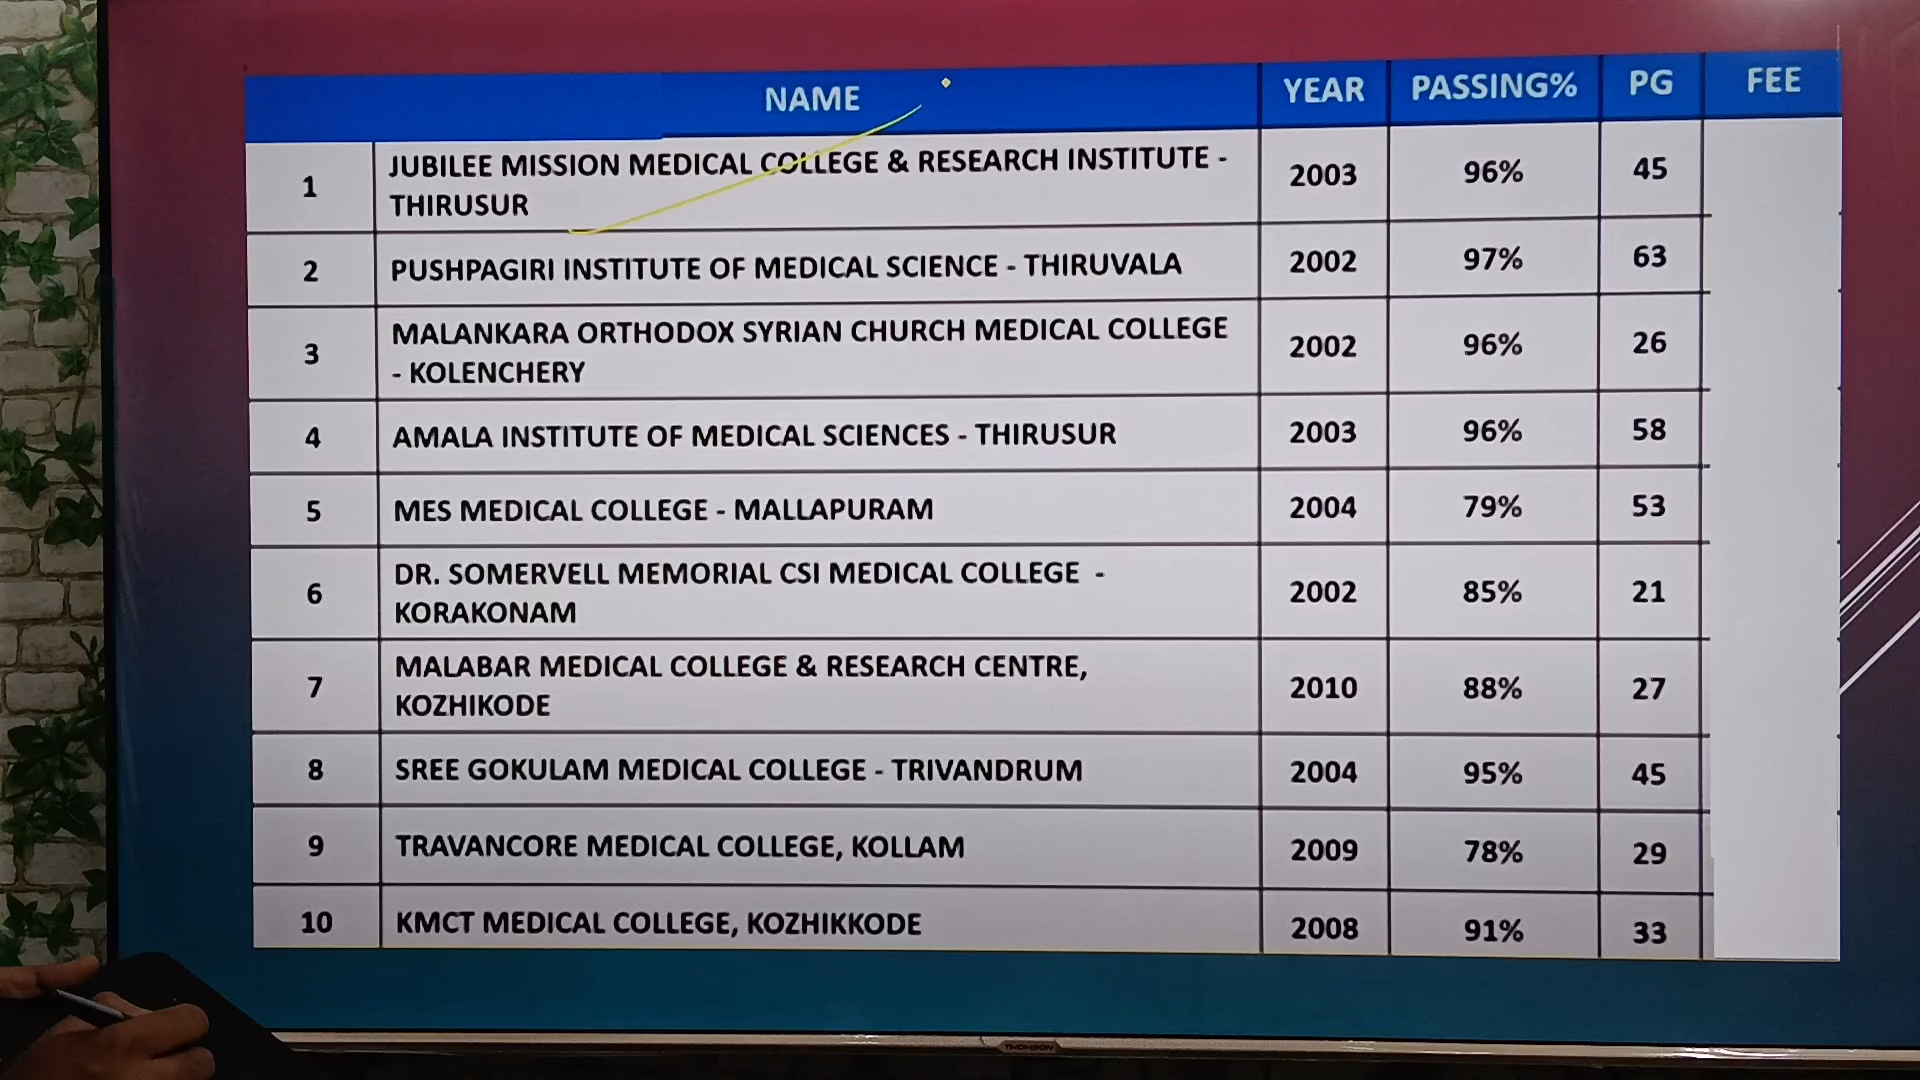 NAME YEAR PASSING% PG FEE
1 JUBILEE MISSION MEDICAL COLLEGE & RESEARCH INSTITUTE - 2003 96% 45
THIRUSUR
2 PUSHPAGIRI INSTITUTE OF MEDICAL SCIENCE - THIRUVALA 2002 97% 63
3 MALANKARA ORTHODOX SYRIAN CHURCH MEDICAL COLLEGE 2002 96% 26
- KOLENCHERY
4 AMALA INSTITUTE OF MEDICAL SCIENCES - THIRUSUR 2003 96% 58
5 MES MEDICAL COLLEGE - MALLAPURAM 2004 79% 53
6 DR. SOMERVELL MEMORIAL CSI MEDICAL COLLEGE - 2002 85% 21
KORAKONAM
7 MALABAR MEDICAL COLLEGE & RESEARCH CENTRE, 2010 88% 27
KOZHIKODE
8 SREE GOKULAM MEDICAL COLLEGE - TRIVANDRUM 2004 95% 45
9 TRAVANCORE MEDICAL COLLEGE, KOLLAM 2009 78% 29
10 KMCT MEDICAL COLLEGE, KOZHIKKODE 2008 91% 33
THOMSON